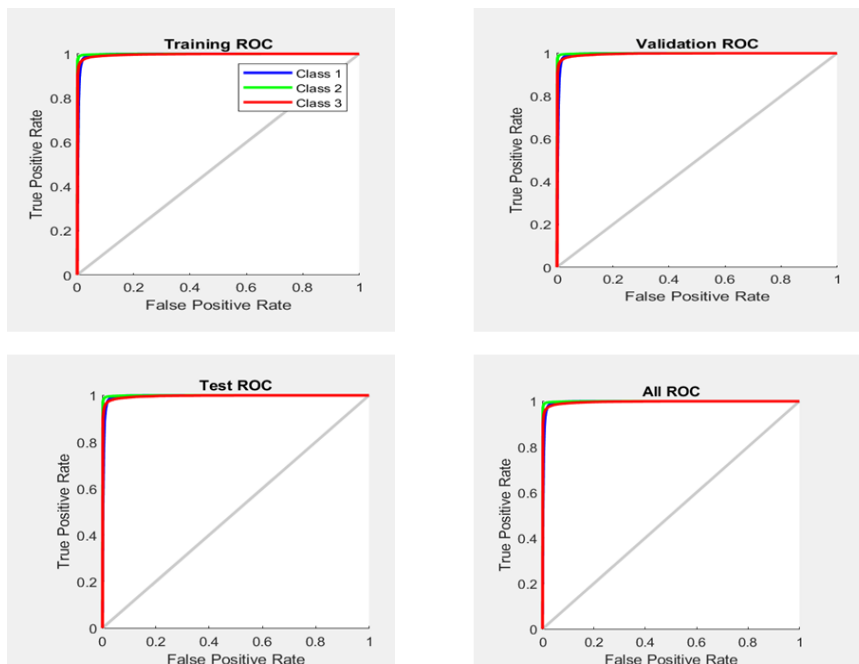 Training ROC
1
0.8
0.6
0.4
0.2
0
True Positive Rate
Class 1
Class 2
Class 3
0 0.2 0.4 0.6 0.8 1
False Positive Rate
Validation ROC
1
0.8
0.6
0.4
0.2
0
True Positive Rate
0 0.2 0.4 0.6 0.8 1
False Positive Rate
Test ROC
1
0.8
0.6
0.4
0.2
0
True Positive Rate
0 0.2 0.4 0.6 0.8 1
False Positive Rate
All ROC
1
0.8
0.6
0.4
0.2
0
True Positive Rate
0 0.2 0.4 0.6 0.8 1
False Positive Rate